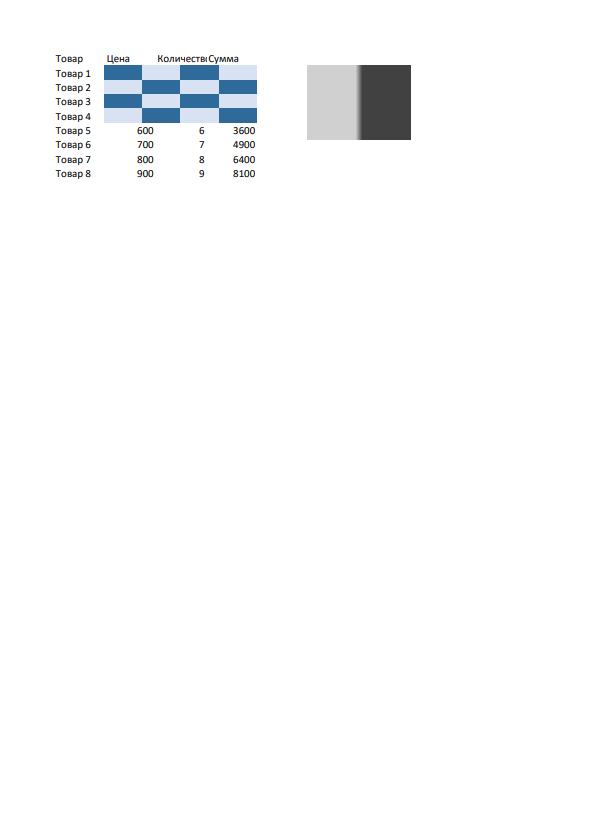 Товар Цена Количество Сумма
Товар 1
Товар 2
Товар 3
Товар 4
Товар 5 600 6 3600
Товар 6 700 7 4900
Товар 7 800 8 6400
Товар 8 900 9 8100